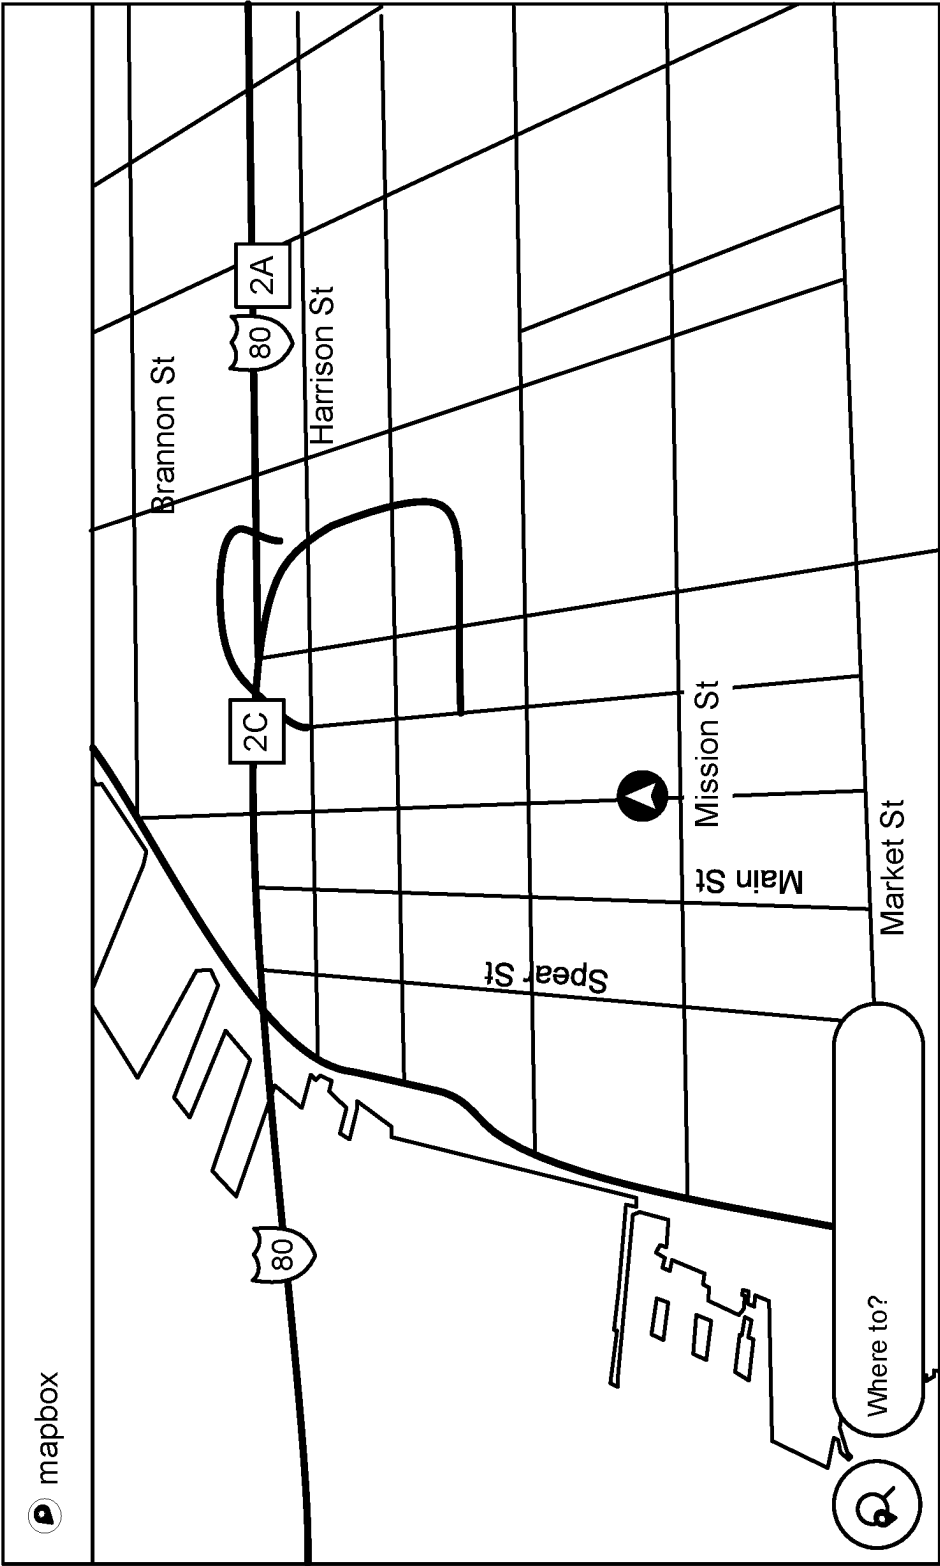 Where to?
80
Market St
Spear St
Main St
Mission St
2C
Brannon St
Harrison St
80
2A
mapbox